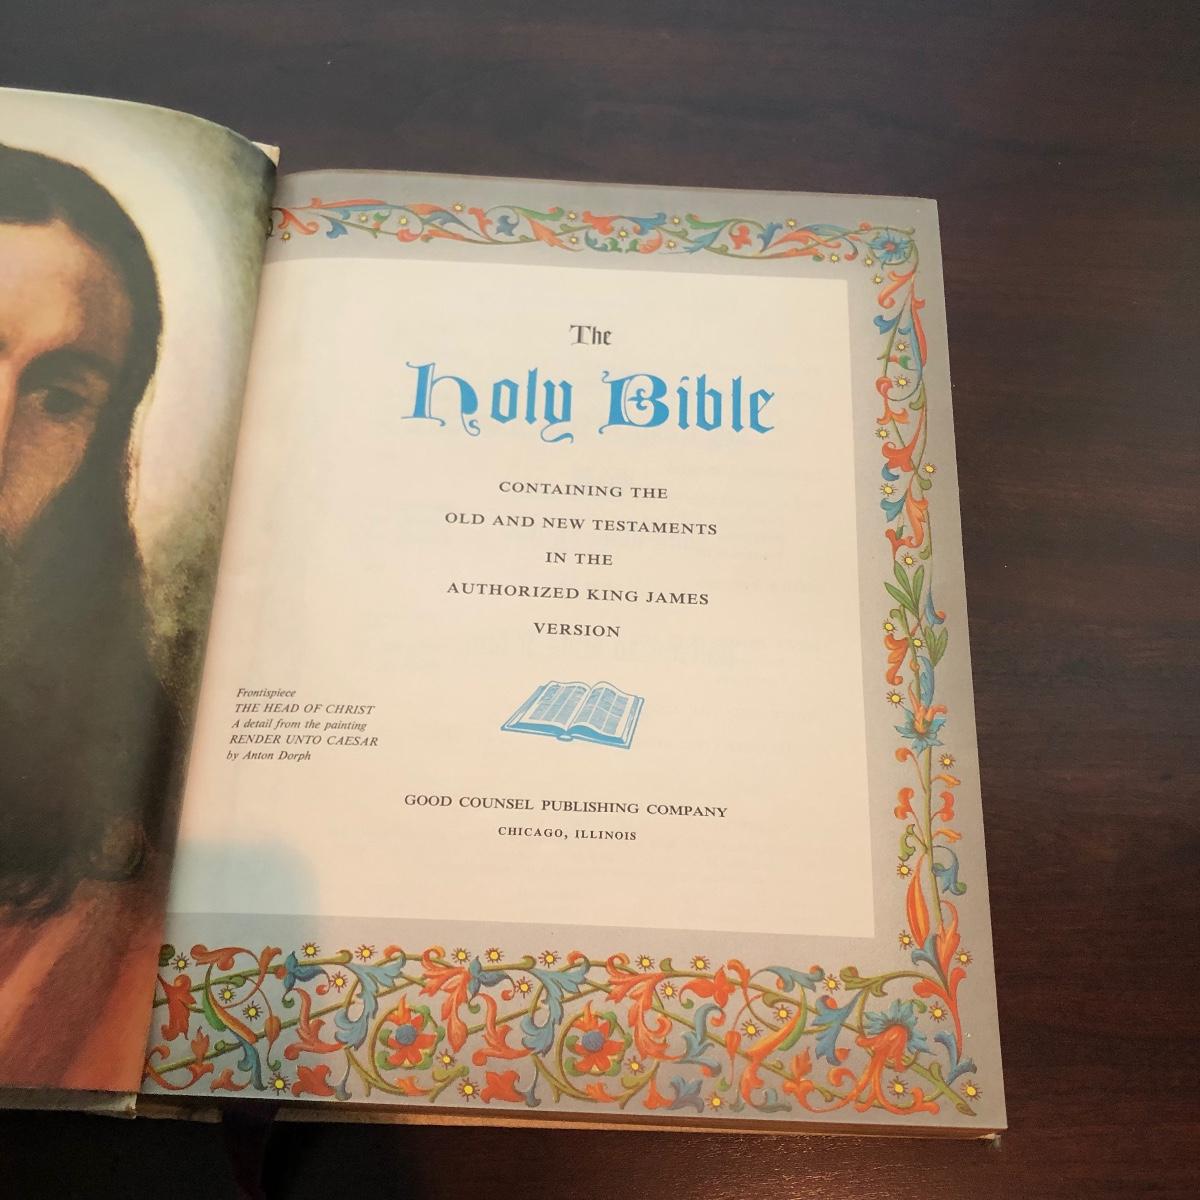 The
Holy Bible
CONTAINING THE
OLD AND NEW TESTAMENTS
IN THE
AUTHORIZED KING JAMES
VERSION
Frontispiece
THE HEAD OF CHRIST
A detail from the painting
RENDER UNTO CAESAR
by Anton Dorph
GOOD COUNSEL PUBLISHING COMPANY
CHICAGO, ILLINOIS